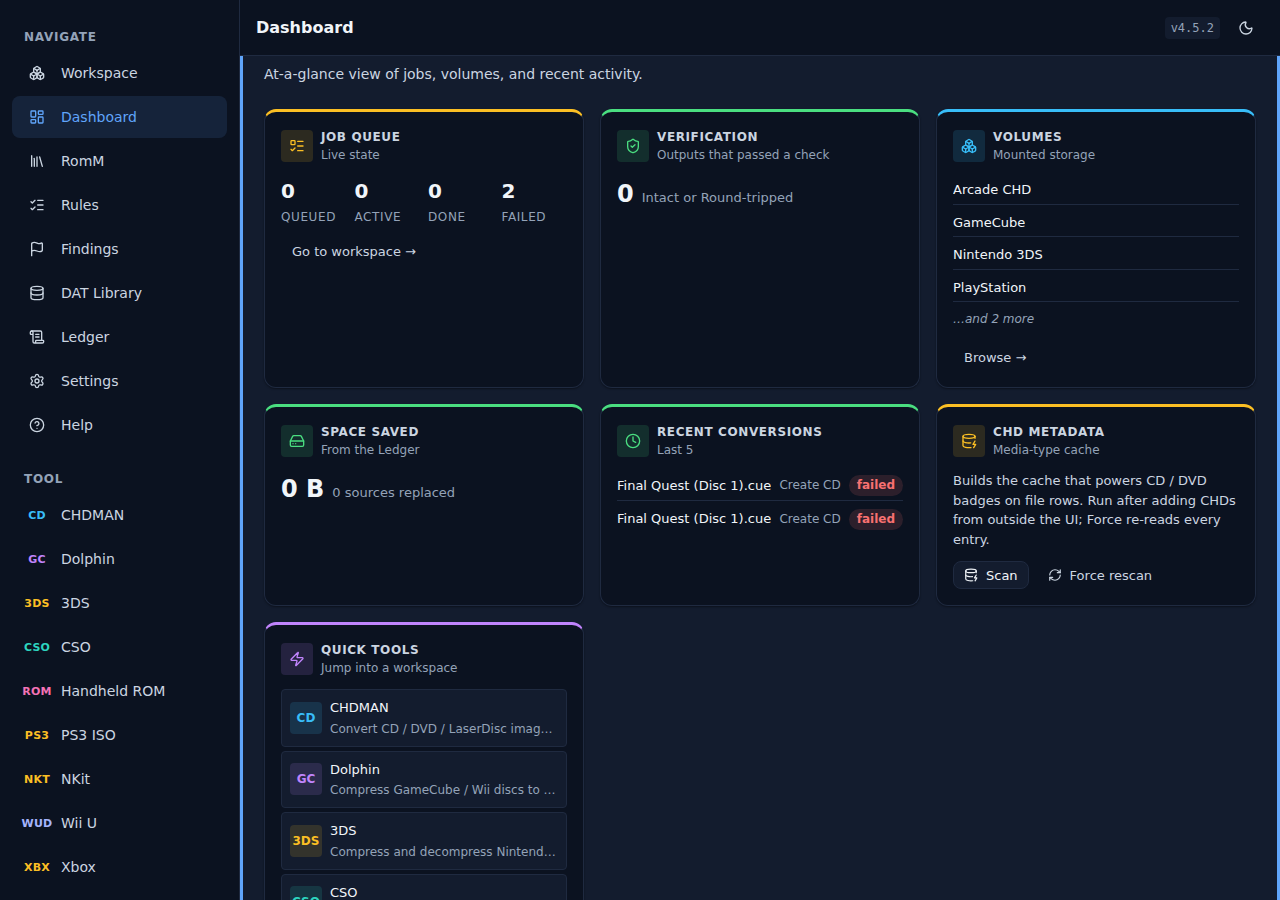 NAVIGATE
Workspace
Dashboard
RomM
Rules
Findings
DAT Library
Ledger
Settings
Help
TOOL
CD CHDMAN
GC Dolphin
3DS 3DS
CSO CSO
ROM Handheld ROM
PS3 PS3 ISO
NKT NKit
WUD Wii U
XBX Xbox
Dashboard
v4.5.2
At-a-glance view of jobs, volumes, and recent activity.
JOB QUEUE
Live state
0 0 0 2
QUEUED ACTIVE DONE FAILED
Go to workspace →
VERIFICATION
Outputs that passed a check
0 Intact or Round-tripped
VOLUMES
Mounted storage
Arcade CHD
GameCube
Nintendo 3DS
PlayStation
…and 2 more
Browse →
SPACE SAVED
From the Ledger
0 B 0 sources replaced
RECENT CONVERSIONS
Last 5
Final Quest (Disc 1).cue Create CD failed
Final Quest (Disc 1).cue Create CD failed
CHD METADATA
Media-type cache
Builds the cache that powers CD / DVD
badges on file rows. Run after adding CHDs
from outside the UI; Force re-reads every
entry.
Scan Force rescan
QUICK TOOLS
Jump into a workspace
CD CHDMAN
Convert CD / DVD / LaserDisc imag…
GC Dolphin
Compress GameCube / Wii discs to …
3DS 3DS
Compress and decompress Nintend…
CSO CSO